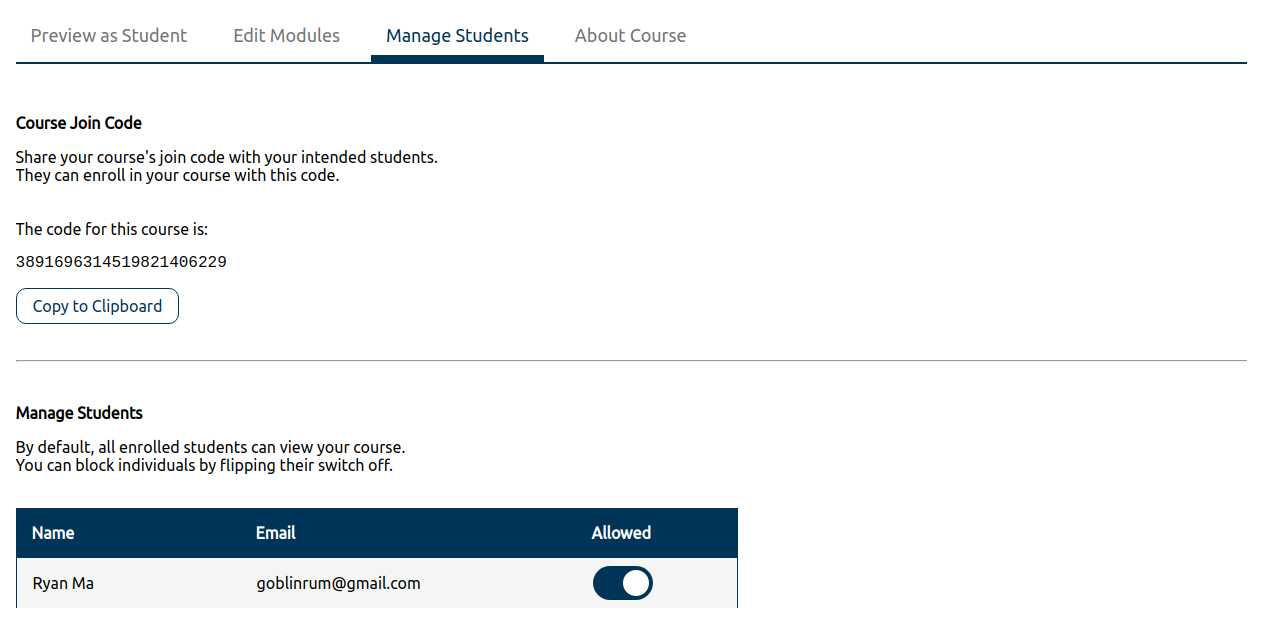 Preview as Student Edit Modules Manage Students About Course
Course Join Code
Share your course's join code with your intended students.
They can enroll in your course with this code.
The code for this course is:
3891696314519821406229
Copy to Clipboard
Manage Students
By default, all enrolled students can view your course.
You can block individuals by flipping their switch off.
Name Email Allowed
Ryan Ma goblinrum@gmail.com